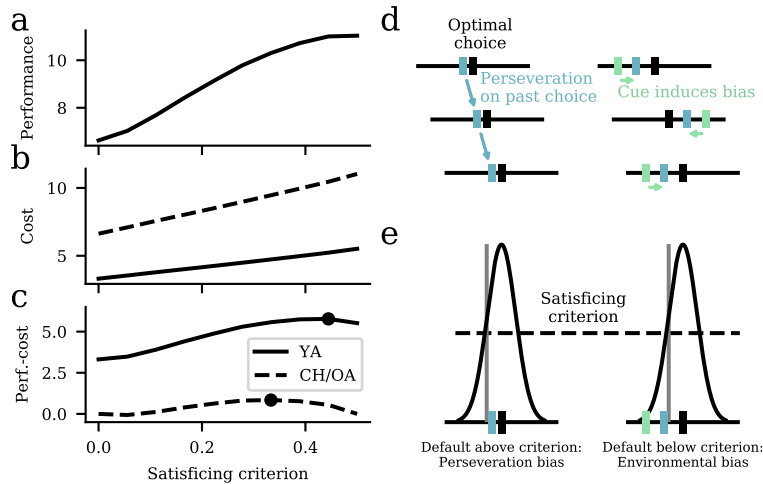 a
Performance
10
8
b
Cost
10
5
c
Perf.-cost
5.0
2.5
0.0
YA
CH/OA
0.0
0.2
0.4
Satisficing criterion
d
Optimal
choice
Perseveration
on past choice
Cue induces bias
e
Satisficing
criterion
Default above criterion:
Perseveration bias
Default below criterion:
Environmental bias